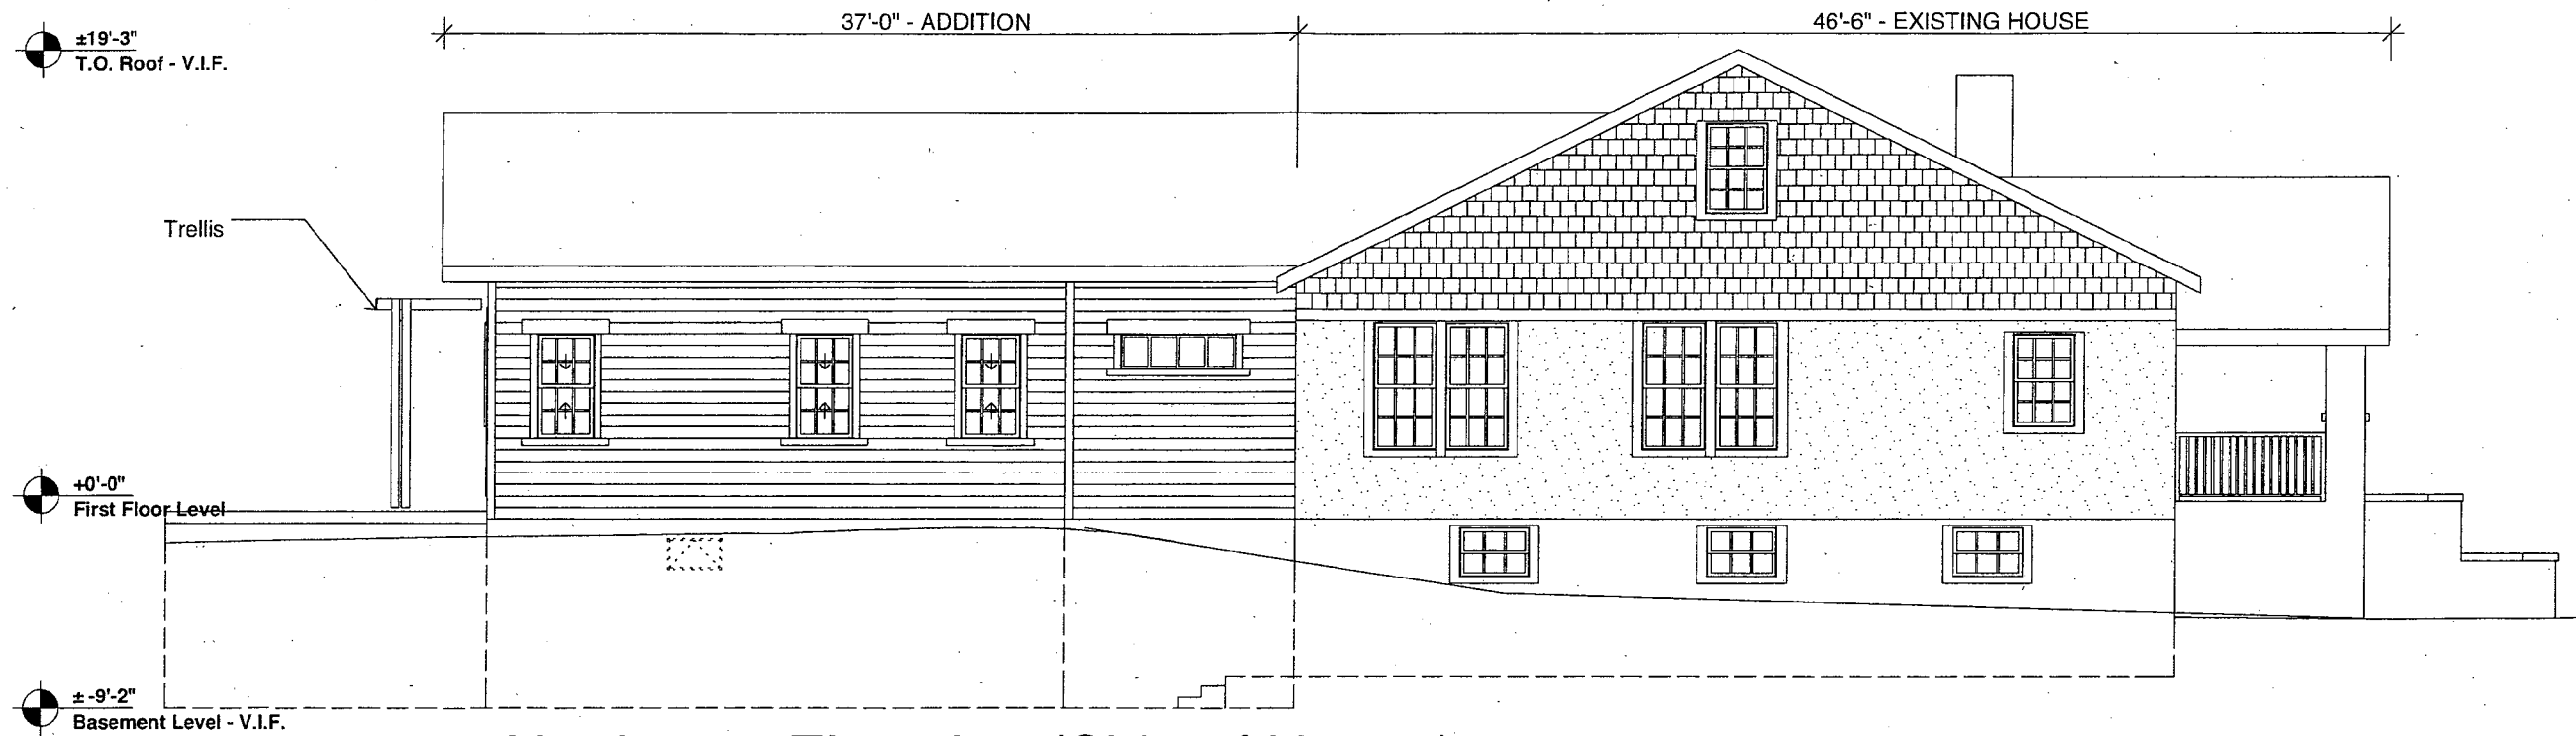 37'-0" - ADDITION
46'-6" - EXISTING HOUSE
±19'-3"
T.O. Roof - V.I.F.
Trellis
+0'-0"
First Floor Level
± -9'-2"
Basement Level - V.I.F.